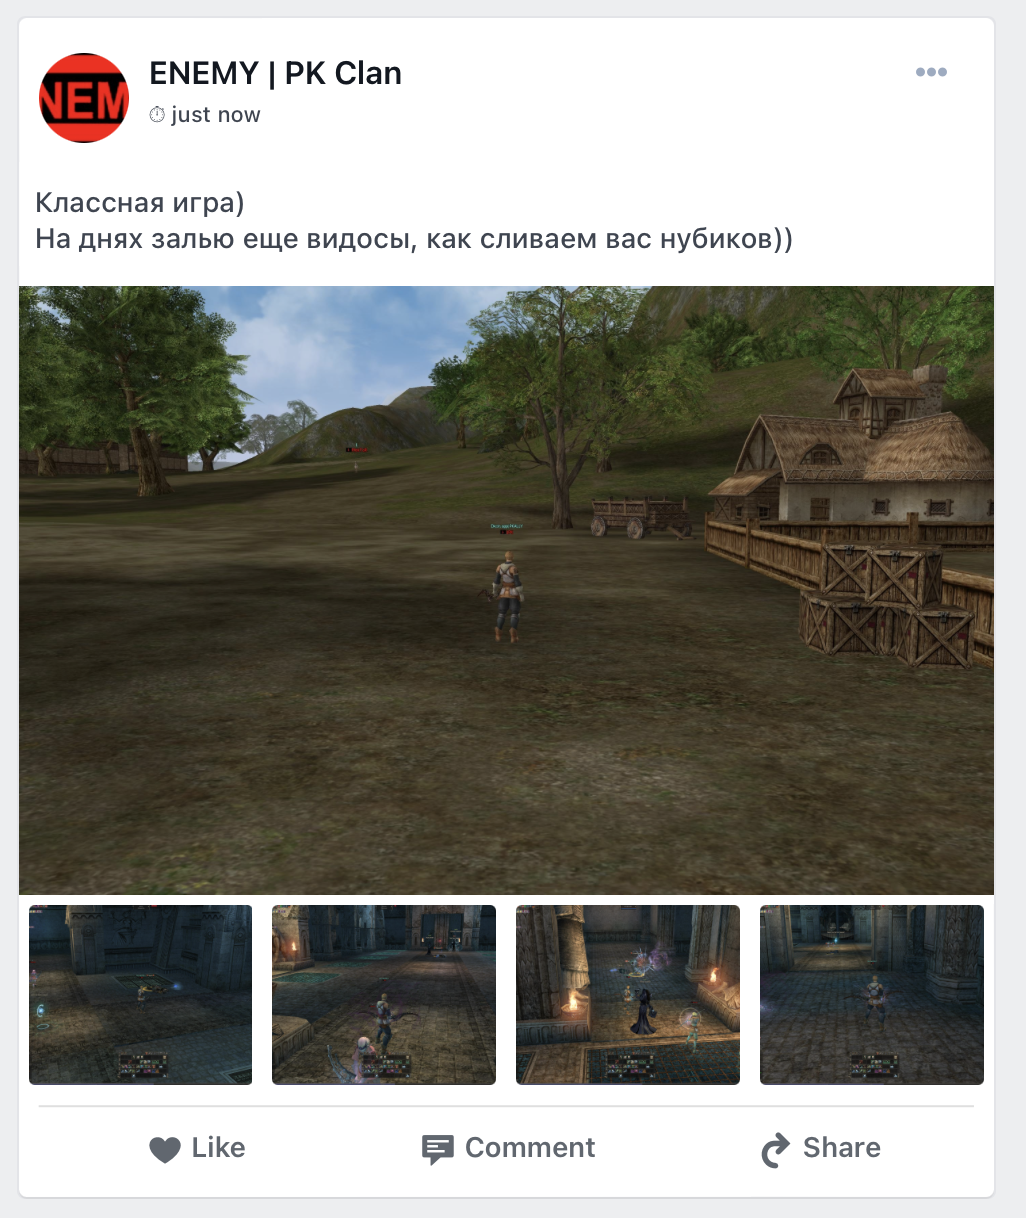 NEM
ENEMY | PK Clan
just now
Классная игра)
На днях залью еще видосы, как сливаем вас нубиков))
Like
Comment
Share